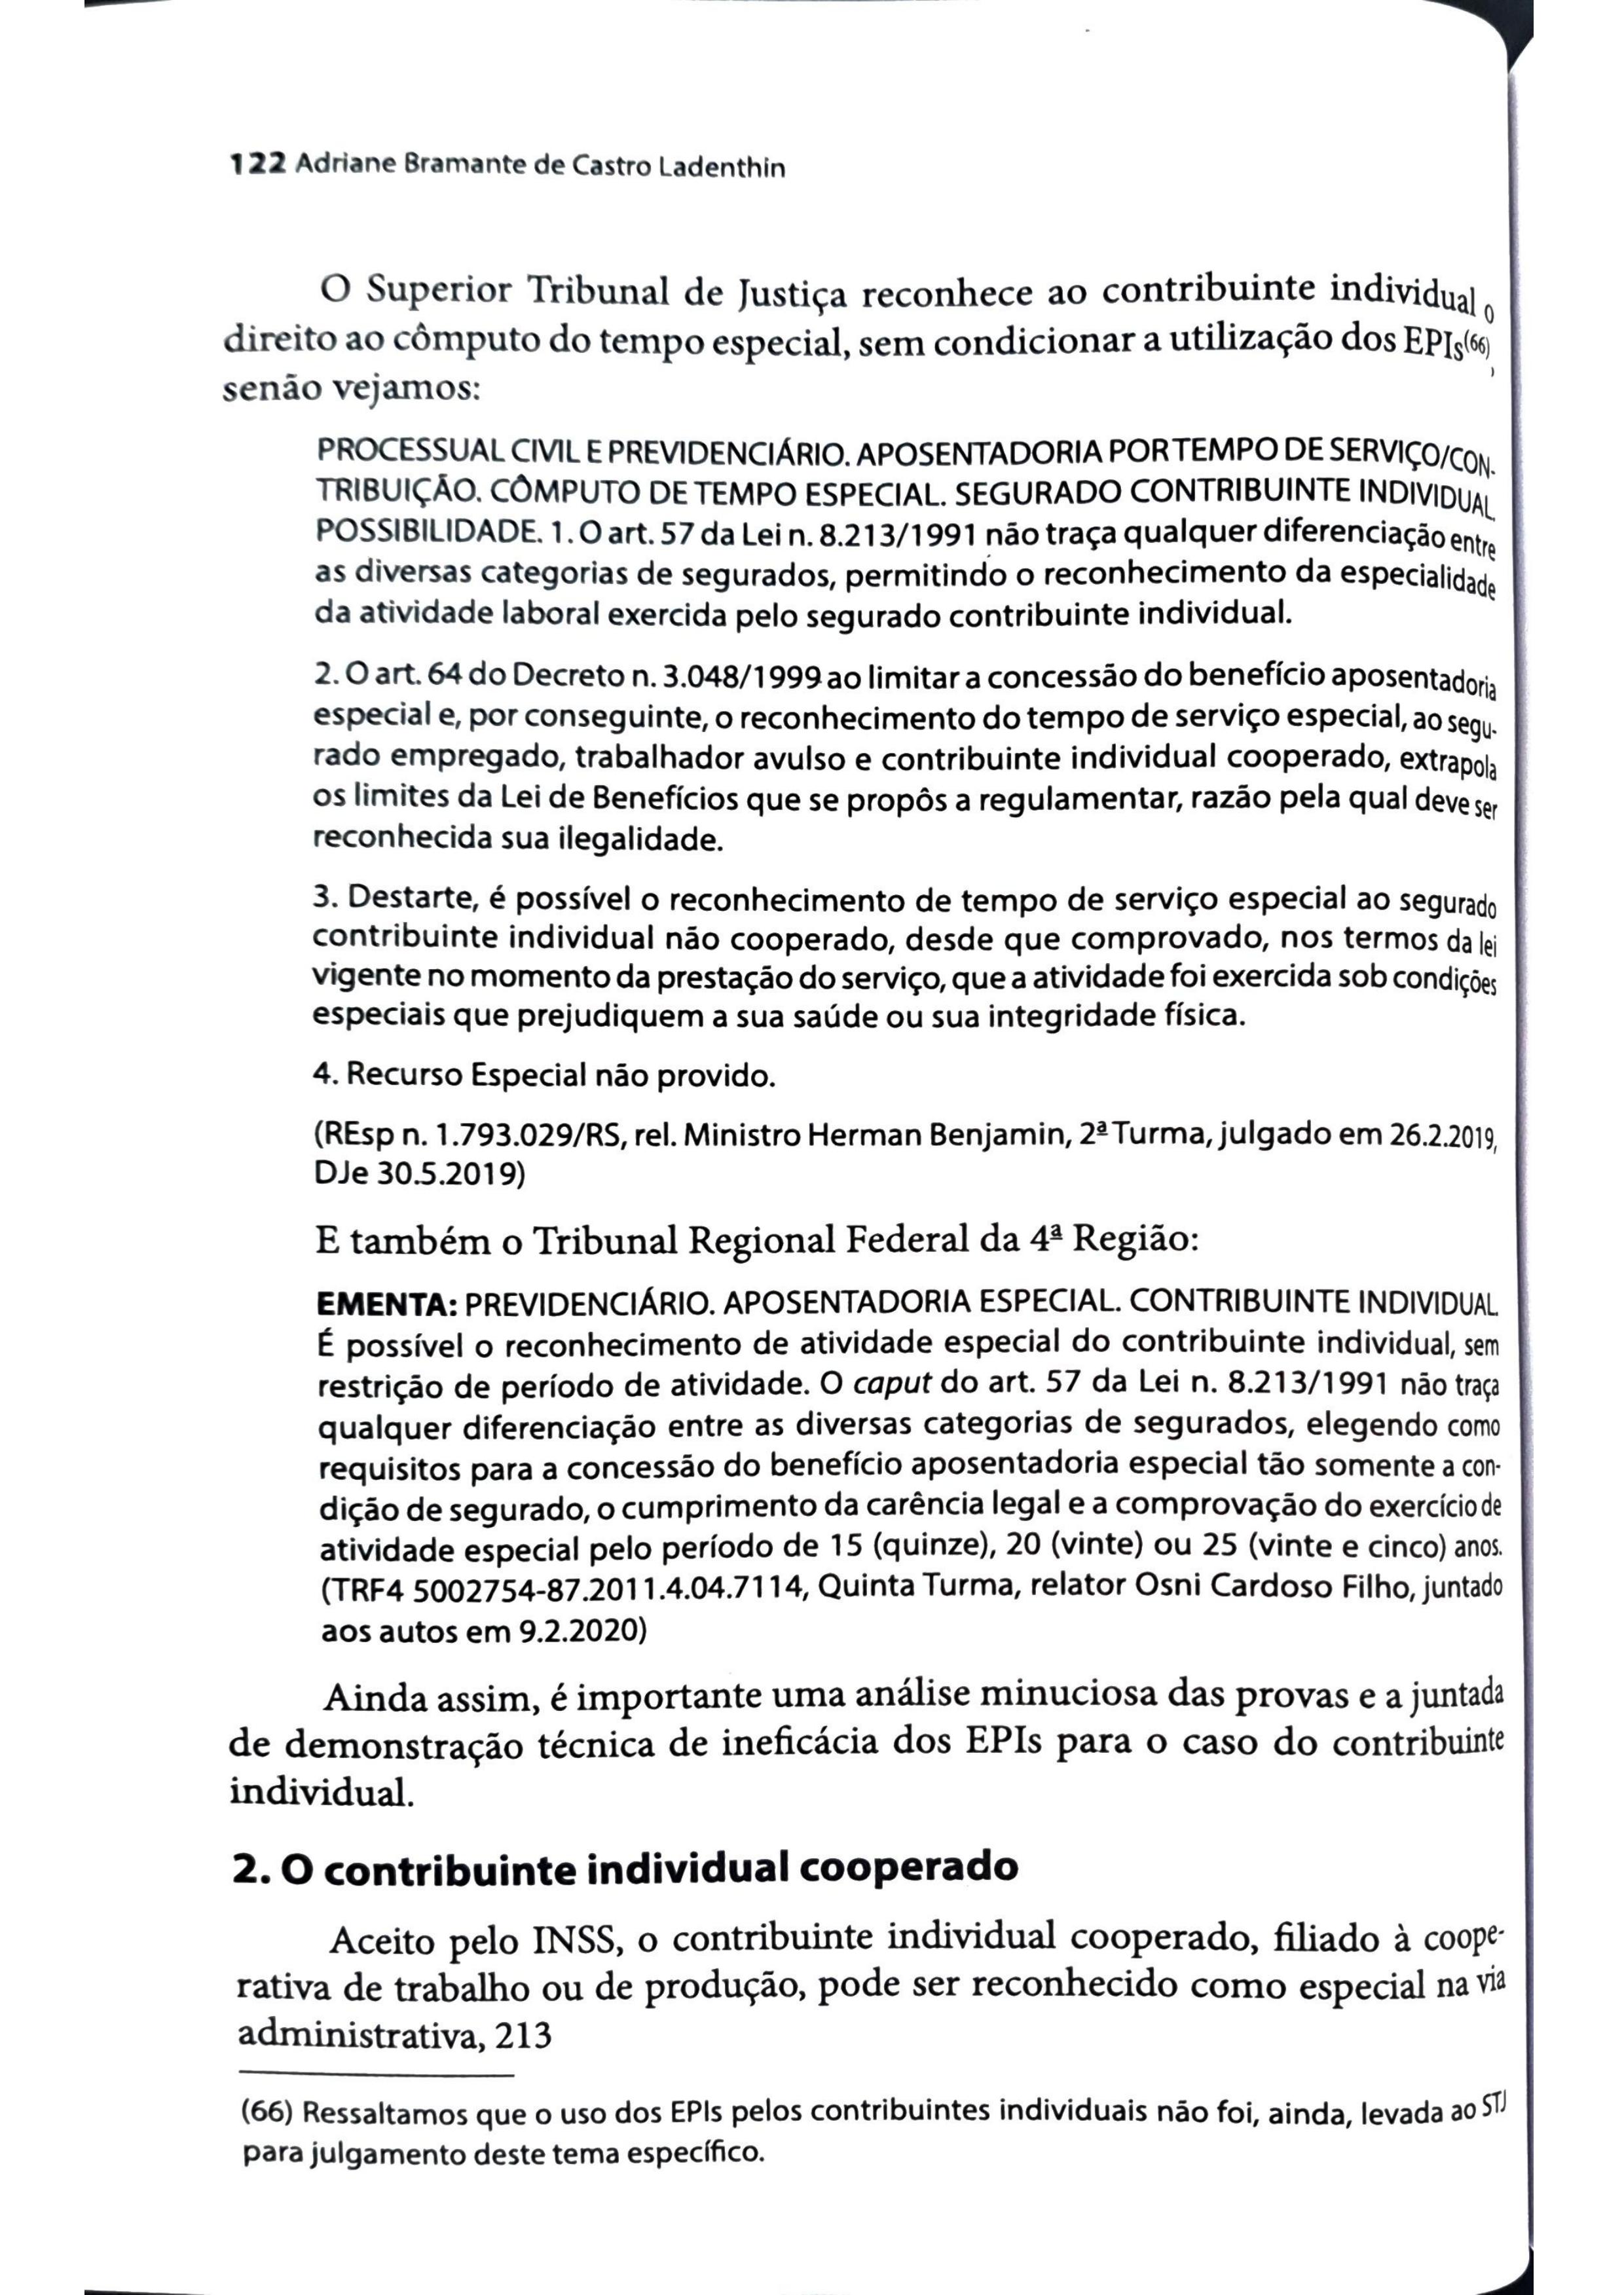 122 Adriane Bramante de Castro Ladenthin
O Superior Tribunal de Justiça reconhece ao contribuinte individual o
direito ao cômputo do tempo especial, sem condicionar a utilização dos EPIs(66),
senão vejamos:
PROCESSUAL CIVIL E PREVIDENCIÁRIO. APOSENTADORIA POR TEMPO DE SERVIÇO/CON-
TRIBUIÇÃO. CÔMPUTO DE TEMPO ESPECIAL. SEGURADO CONTRIBUINTE INDIVIDUAL.
POSSIBILIDADE. 1. O art. 57 da Lei n. 8.213/1991 não traça qualquer diferenciação entre
as diversas categorias de segurados, permitindo o reconhecimento da especialidade
da atividade laboral exercida pelo segurado contribuinte individual.
2. O art. 64 do Decreto n. 3.048/1999 ao limitar a concessão do benefício aposentadoria
especial e, por conseguinte, o reconhecimento do tempo de serviço especial, ao segu-
rado empregado, trabalhador avulso e contribuinte individual cooperado, extrapola
os limites da Lei de Benefícios que se propôs a regulamentar, razão pela qual deve ser
reconhecida sua ilegalidade.
3. Destarte, é possível o reconhecimento de tempo de serviço especial ao segurado
contribuinte individual não cooperado, desde que comprovado, nos termos da lei
vigente no momento da prestação do serviço, que a atividade foi exercida sob condições
especiais que prejudiquem a sua saúde ou sua integridade física.
4. Recurso Especial não provido.
(REsp n. 1.793.029/RS, rel. Ministro Herman Benjamin, 2ª Turma, julgado em 26.2.2019,
DJe 30.5.2019)
E também o Tribunal Regional Federal da 4ª Região:
EMENTA: PREVIDENCIÁRIO. APOSENTADORIA ESPECIAL. CONTRIBUINTE INDIVIDUAL.
É possível o reconhecimento de atividade especial do contribuinte individual, sem
restrição de período de atividade. O caput do art. 57 da Lei n. 8.213/1991 não traça
qualquer diferenciação entre as diversas categorias de segurados, elegendo como
requisitos para a concessão do benefício aposentadoria especial tão somente a con-
dição de segurado, o cumprimento da carência legal e a comprovação do exercício de
atividade especial pelo período de 15 (quinze), 20 (vinte) ou 25 (vinte e cinco) anos.
(TRF4 5002754-87.2011.4.04.7114, Quinta Turma, relator Osni Cardoso Filho, juntado
aos autos em 9.2.2020)
Ainda assim, é importante uma análise minuciosa das provas e a juntada
de demonstração técnica de ineficácia dos EPIs para o caso do contribuinte
individual.
2. O contribuinte individual cooperado
Aceito pelo INSS, o contribuinte individual cooperado, filiado à coope-
rativa de trabalho ou de produção, pode ser reconhecido como especial na via
administrativa, 213
(66) Ressaltamos que o uso dos EPIs pelos contribuintes individuais não foi, ainda, levada ao STJ
para julgamento deste tema específico.